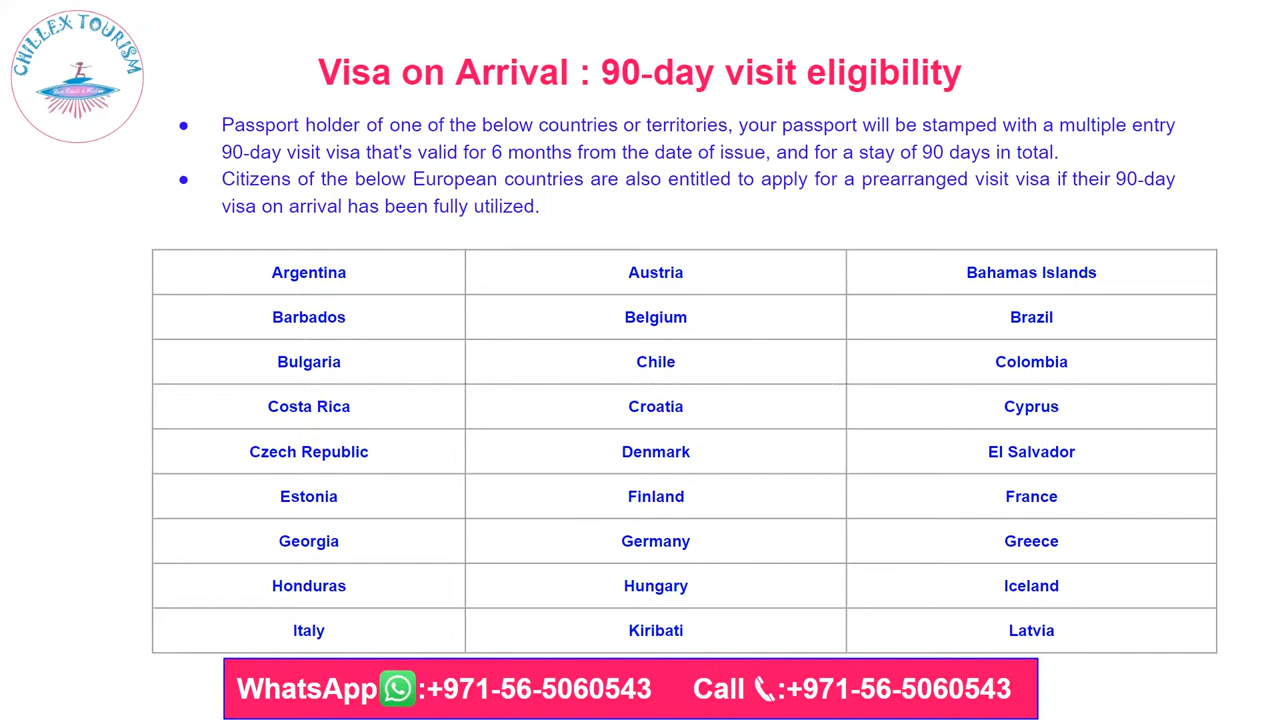 CHILLEX TOURISM
Visa on Arrival : 90-day visit eligibility
● Passport holder of one of the below countries or territories, your passport will be stamped with a multiple entry
90-day visit visa that's valid for 6 months from the date of issue, and for a stay of 90 days in total.
● Citizens of the below European countries are also entitled to apply for a prearranged visit visa if their 90-day
visa on arrival has been fully utilized.
Argentina Austria Bahamas Islands
Barbados Belgium Brazil
Bulgaria Chile Colombia
Costa Rica Croatia Cyprus
Czech Republic Denmark El Salvador
Estonia Finland France
Georgia Germany Greece
Honduras Hungary Iceland
Italy Kiribati Latvia
WhatsApp :+971-56-5060543 Call :+971-56-5060543